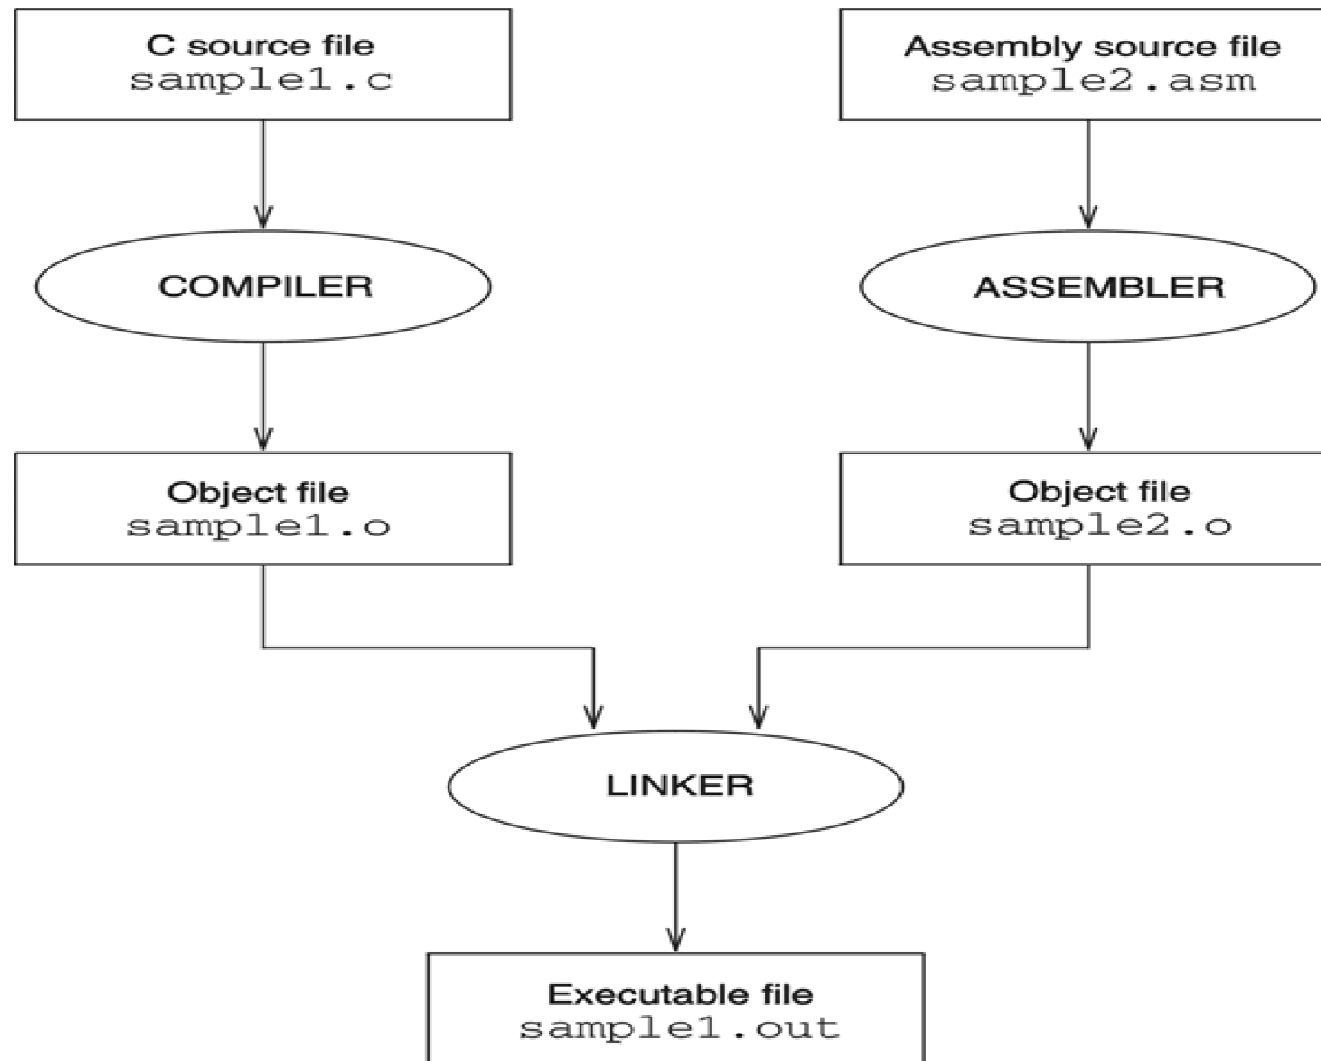 C source file
sample1.c
Assembly source file
sample2.asm
COMPILER
ASSEMBLER
Object file
sample1.o
Object file
sample2.o
LINKER
Executable file
sample1.out